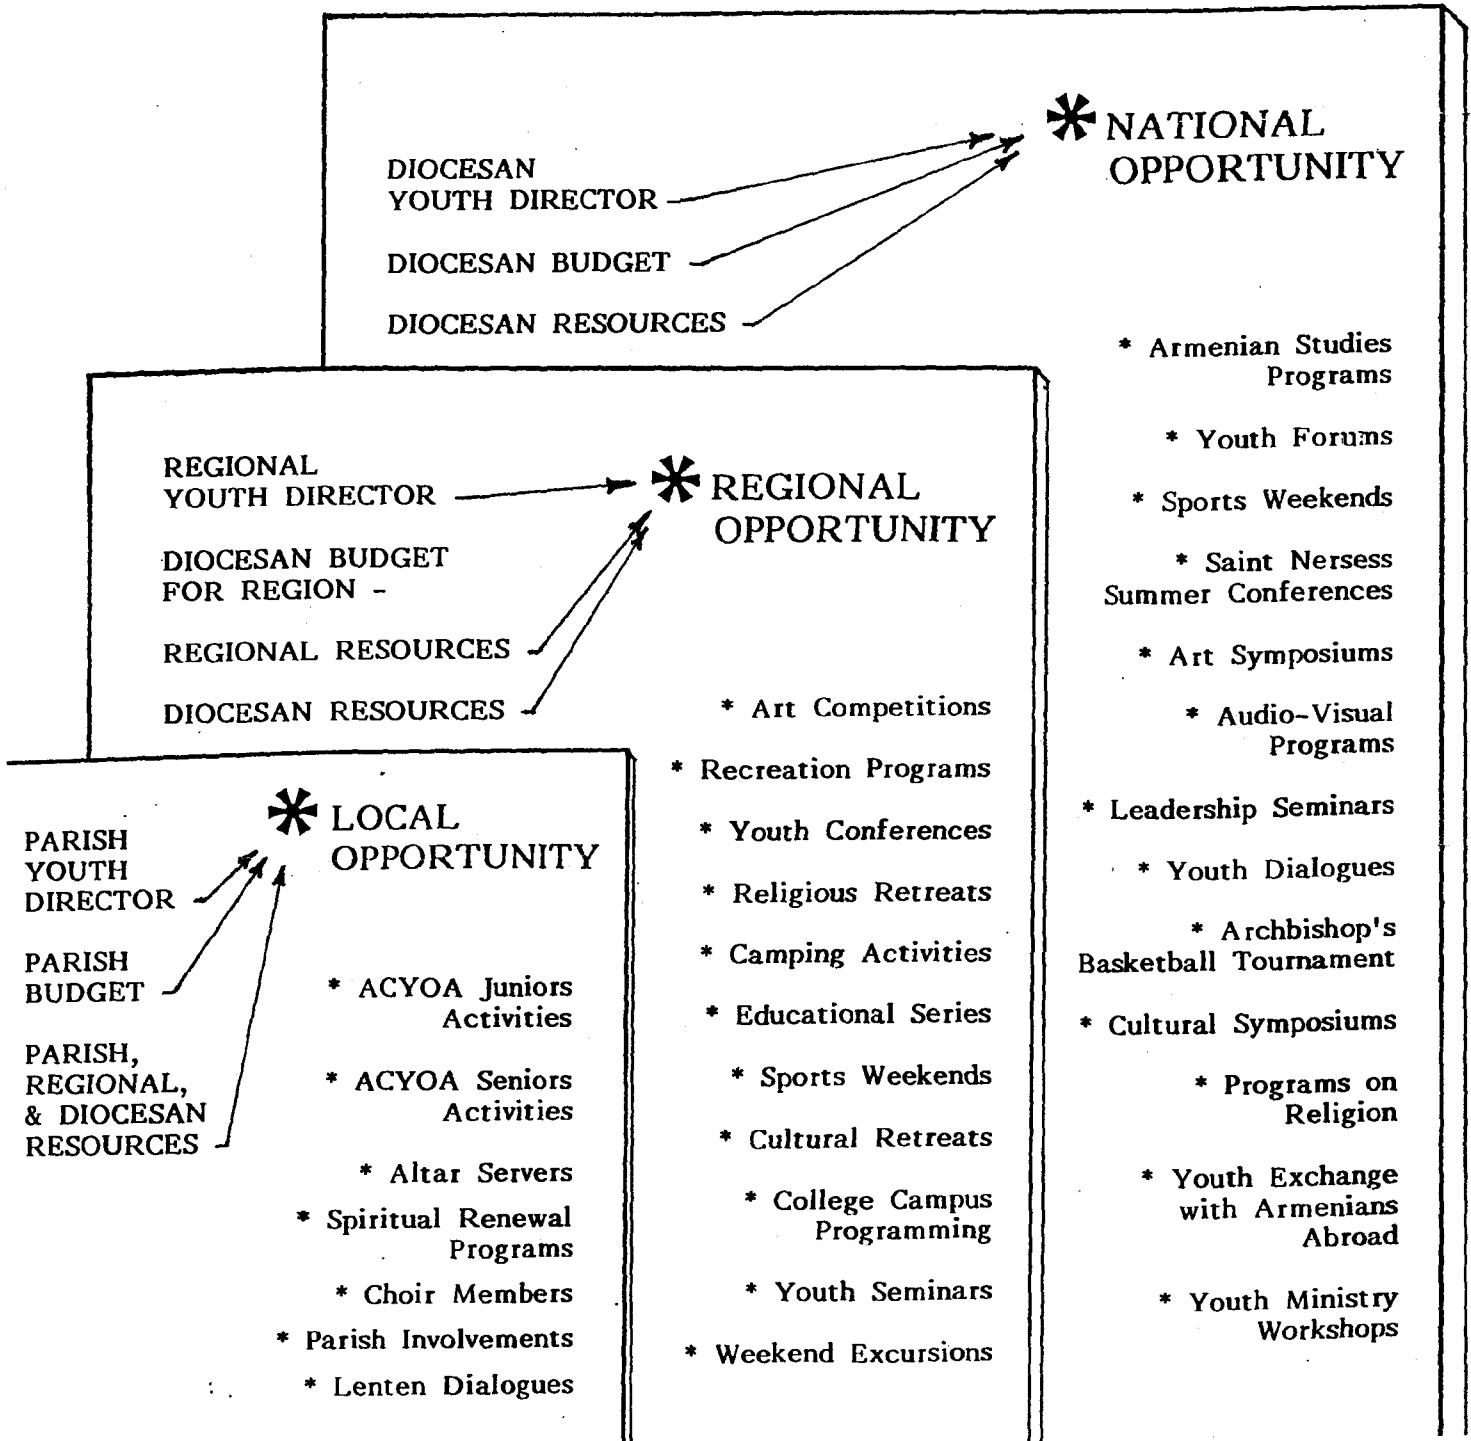 * NATIONAL
OPPORTUNITY
DIOCESAN
YOUTH DIRECTOR
DIOCESAN BUDGET
DIOCESAN RESOURCES
* Armenian Studies
Programs
* Youth Forums
* Sports Weekends
* Saint Nersess
Summer Conferences
* Art Symposiums
* Audio-Visual
Programs
* Leadership Seminars
* Youth Dialogues
* Archbishop's
Basketball Tournament
* Cultural Symposiums
* Programs on
Religion
* Youth Exchange
with Armenians
Abroad
* Youth Ministry
Workshops
* REGIONAL
OPPORTUNITY
REGIONAL
YOUTH DIRECTOR
DIOCESAN BUDGET
FOR REGION -
REGIONAL RESOURCES
DIOCESAN RESOURCES
* Art Competitions
* Recreation Programs
* Youth Conferences
* Religious Retreats
* Camping Activities
* Educational Series
* Sports Weekends
* Cultural Retreats
* College Campus
Programming
* Youth Seminars
* Weekend Excursions
* LOCAL
OPPORTUNITY
PARISH
YOUTH
DIRECTOR
PARISH
BUDGET
PARISH,
REGIONAL,
& DIOCESAN
RESOURCES
* ACYOA Juniors
Activities
* ACYOA Seniors
Activities
* Altar Servers
* Spiritual Renewal
Programs
* Choir Members
* Parish Involvements
* Lenten Dialogues